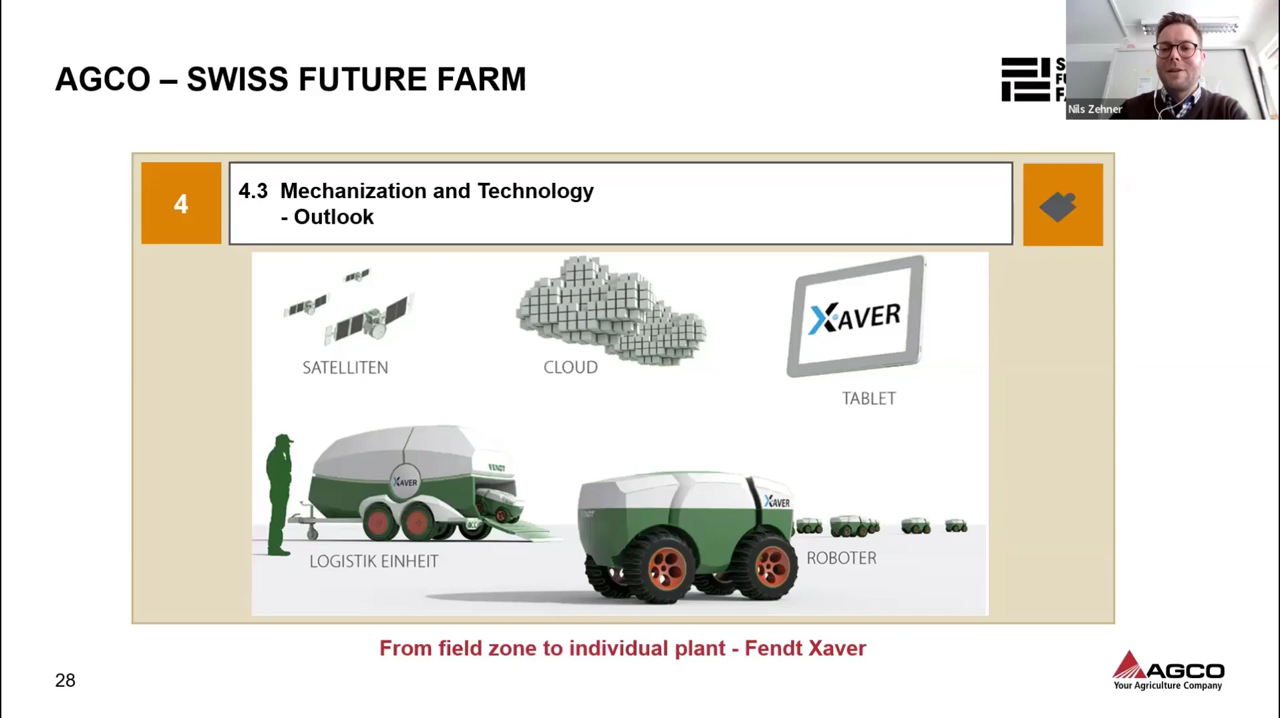 AGCO – SWISS FUTURE FARM
Nils Zehner
4
4.3 Mechanization and Technology
- Outlook
SATELLITEN
CLOUD
XAVER
TABLET
FENDT
XAVER
LOGISTIK EINHEIT
FENDT
XAVER
ROBOTER
From field zone to individual plant - Fendt Xaver
28
AGCO
Your Agriculture Company